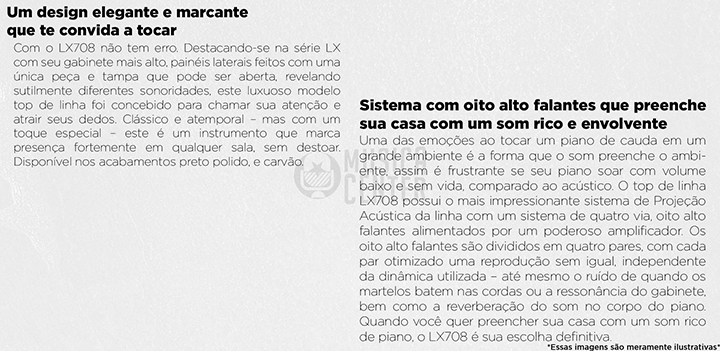 Um design elegante e marcante
que te convida a tocar
Com o LX708 não tem erro. Destacando-se na série LX
com seu gabinete mais alto, painéis laterais feitos com uma
única peça e tampa que pode ser aberta, revelando
sutilmente diferentes sonoridades, este luxuoso modelo
top de linha foi concebido para chamar sua atenção e
atrair seus dedos. Clássico e atemporal – mas com um
toque especial – este é um instrumento que marca
presença fortemente em qualquer sala, sem destoar.
Disponível nos acabamentos preto polido, e carvão.
Sistema com oito alto falantes que preenche
sua casa com um som rico e envolvente
Uma das emoções ao tocar um piano de cauda em um
grande ambiente é a forma que o som preenche o ambi-
ente, assim é frustrante se seu piano soar com volume
baixo e sem vida, comparado ao acústico. O top de linha
LX708 possui o mais impressionante sistema de Projeção
Acústica da linha com um sistema de quatro via, oito alto
falantes alimentados por um poderoso amplificador. Os
oito alto falantes são divididos em quatro pares, com cada
par otimizado uma reprodução sem igual, independente
da dinâmica utilizada – até mesmo o ruído de quando os
martelos batem nas cordas ou a ressonância do gabinete,
bem como a reverberação do som no corpo do piano.
Quando você quer preencher sua casa com um som rico
de piano, o LX708 é sua escolha definitiva.
*Essas imagens são meramente ilustrativas*
MUSICAL
CENTER